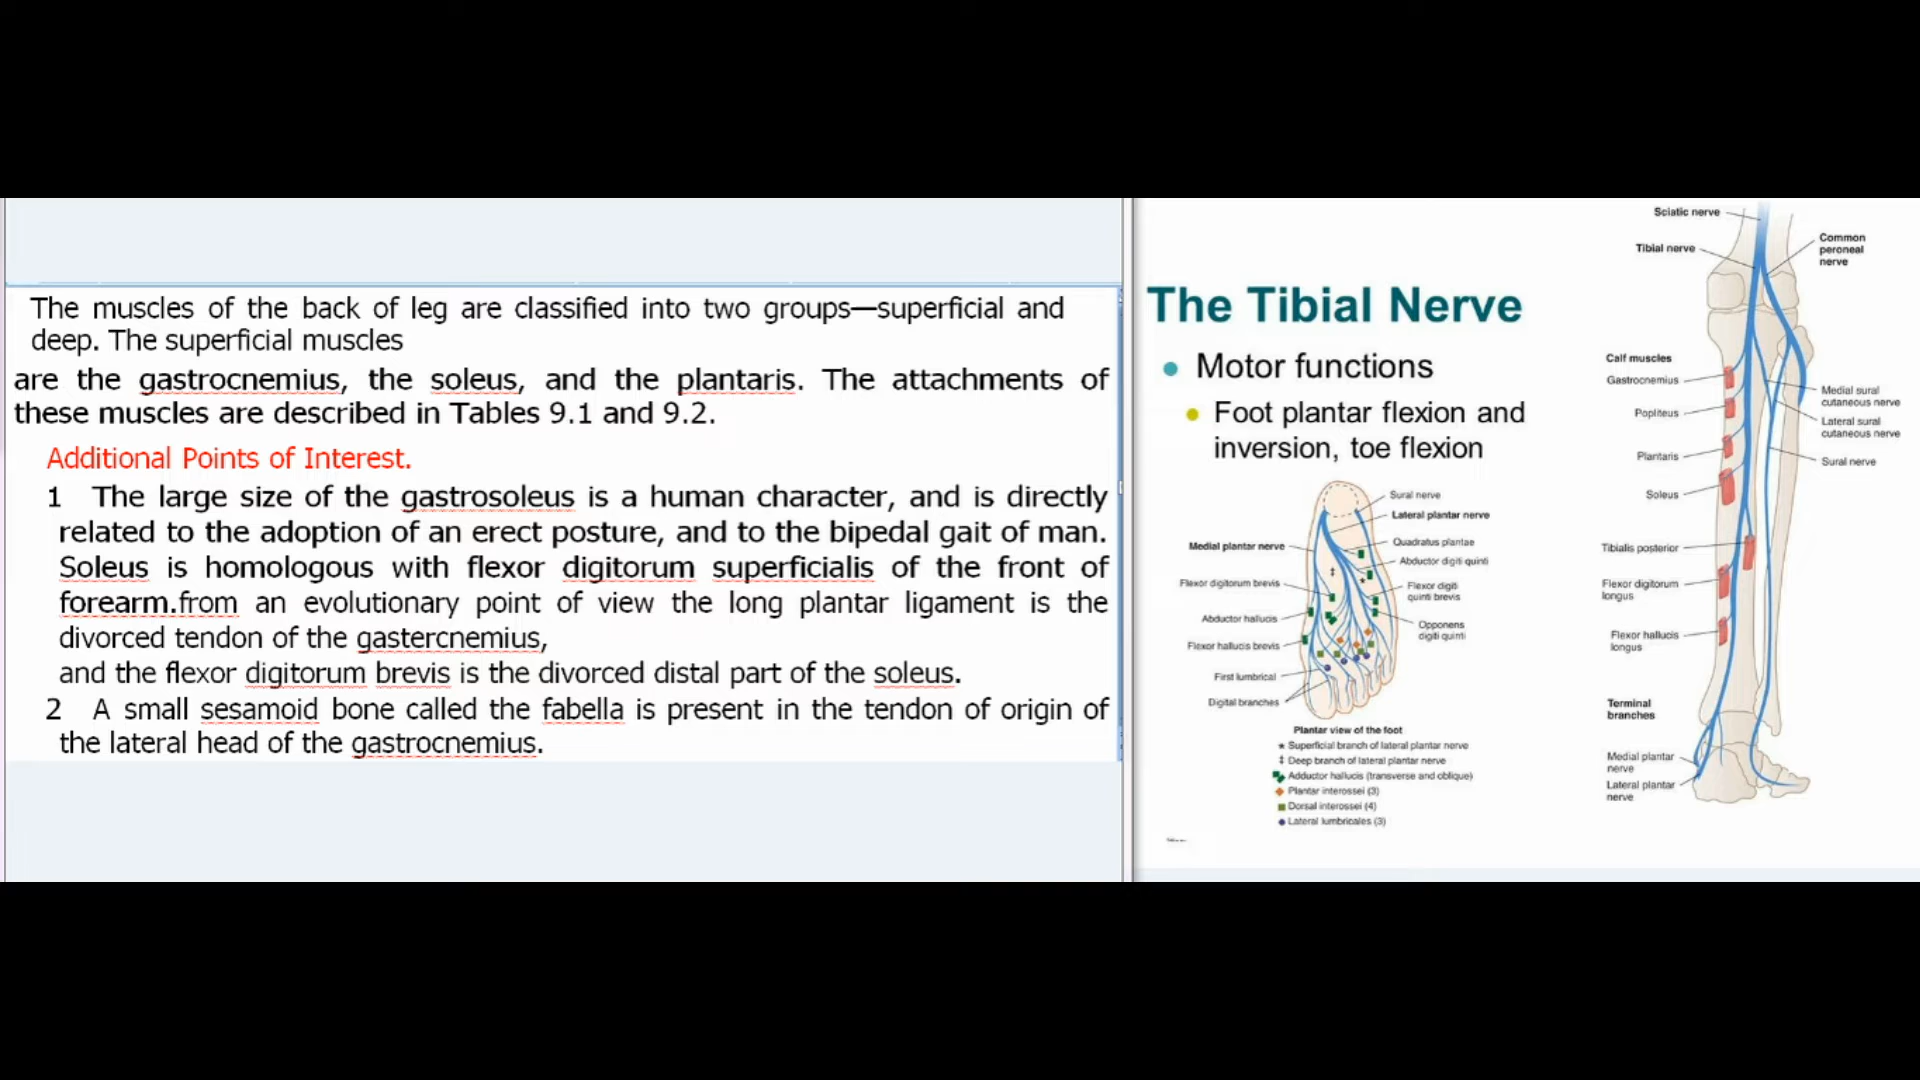 The muscles of the back of leg are classified into two groups—superficial and
deep. The superficial muscles
are the gastrocnemius, the soleus, and the plantaris. The attachments of
these muscles are described in Tables 9.1 and 9.2.
Additional Points of Interest.
1 The large size of the gastrosoleus is a human character, and is directly
related to the adoption of an erect posture, and to the bipedal gait of man.
Soleus is homologous with flexor digitorum superficialis of the front of
forearm.from an evolutionary point of view the long plantar ligament is the
divorced tendon of the gastercnemius,
and the flexor digitorum brevis is the divorced distal part of the soleus.
2 A small sesamoid bone called the fabella is present in the tendon of origin of
the lateral head of the gastrocnemius.
The Tibial Nerve
Motor functions
Foot plantar flexion and
inversion, toe flexion
Sural nerve
Lateral plantar nerve
Medial plantar nerve
Quadratus plantae
Abductor digiti quinti
Flexor digitorum brevis
Flexor digiti
quinti brevis
Abductor hallucis
Opponens
digiti quinti
Flexor hallucis brevis
First lumbrical
Digital branches
Plantar view of the foot
* Superficial branch of lateral plantar nerve
‡ Deep branch of lateral plantar nerve
Adductor hallucis (transverse and oblique)
Plantar interossei (3)
Dorsal interossei (4)
Lateral lumbricales (3)
Sciatic nerve
Tibial nerve
Common
peroneal
nerve
Calf muscles
Gastrocnemius
Popliteus
Plantaris
Soleus
Medial sural
cutaneous nerve
Lateral sural
cutaneous nerve
Sural nerve
Tibialis posterior
Flexor digitorum
longus
Flexor hallucis
longus
Terminal
branches
Medial plantar
nerve
Lateral plantar
nerve